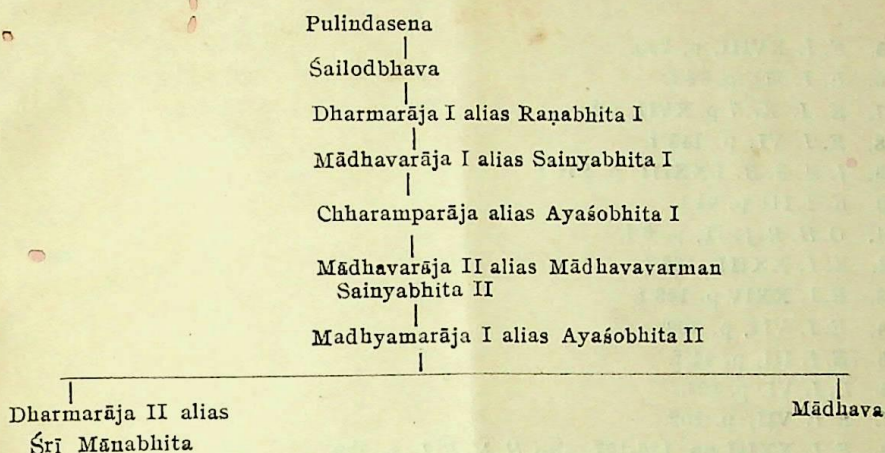 Pulindasena
Śailodbhava
Dharmarāja I alias Raṇabhita I
Mādhavarāja I alias Sainyabhita I
Chharamparāja alias Ayaśobhita I
Mādhavarāja II alias Mādhavavarman
Sainyabhita II
Madhyamarāja I alias Ayaśobhita II
Dharmarāja II alias
Śrī Mānabhita
Mādhava